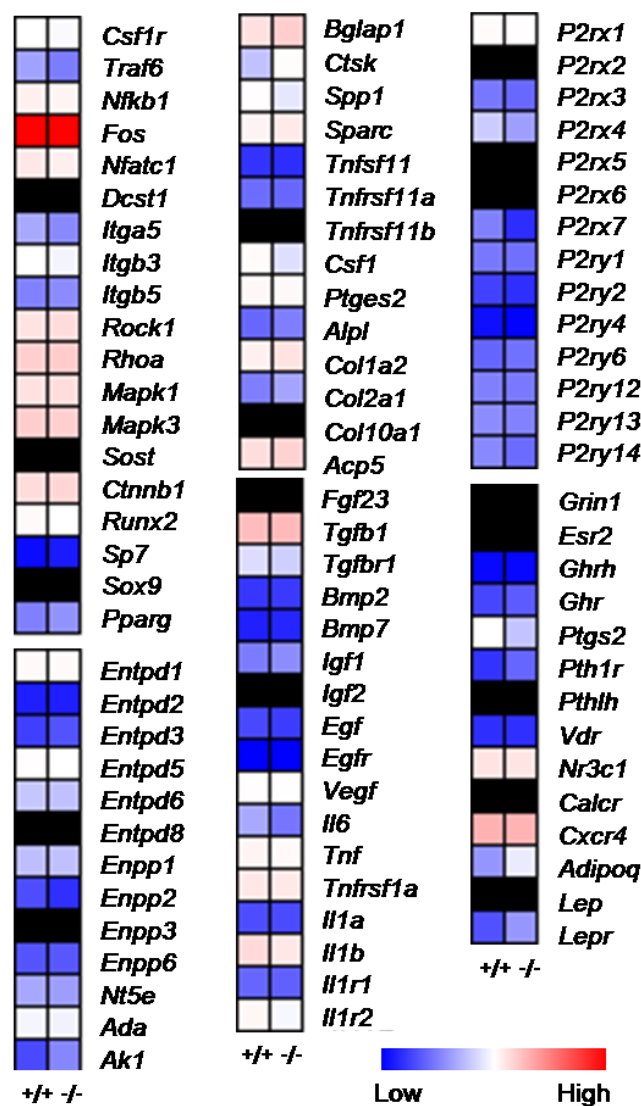 Csf1r
Traf6
Nfkb1
Fos
Nfatc1
Dcst1
Itga5
Itgb3
Itgb5
Rock1
Rhoa
Mapk1
Mapk3
Sost
Ctnnb1
Runx2
Sp7
Sox9
Pparg
Entpd1
Entpd2
Entpd3
Entpd5
Entpd6
Entpd8
Enpp1
Enpp2
Enpp3
Enpp6
Nt5e
Ada
Ak1
+/+ -/-
Bglap1
Ctsk
Spp1
Sparc
Tnfsf11
Tnfrsf11a
Tnfrsf11b
Csf1
Ptges2
Alpl
Col1a2
Col2a1
Col10a1
Acp5
Fgf23
Tgfb1
Tgfbr1
Bmp2
Bmp7
Igf1
Igf2
Egf
Egfr
Vegf
Il6
Tnf
Tnfrsf1a
Il1a
Il1b
Il1r1
Il1r2
+/+ -/-
P2rx1
P2rx2
P2rx3
P2rx4
P2rx5
P2rx6
P2rx7
P2ry1
P2ry2
P2ry4
P2ry6
P2ry12
P2ry13
P2ry14
Grin1
Esr2
Ghrh
Ghr
Ptgs2
Pth1r
Pthlh
Vdr
Nr3c1
Calcr
Cxcr4
Adipoq
Lep
Lepr
+/+ -/-
Low High